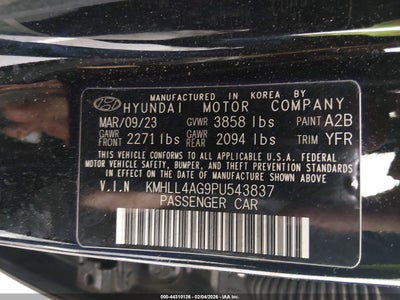 MANUFACTURED IN KOREA BY
HYUNDAI MOTOR COMPANY
MAR/09/23 GVWR 3858 lbs PAINT A2B
GAWR FRONT 2271 lbs GAWR REAR 2094 lbs TRIM YFR
THIS VEHICLE CONFORMS TO ALL APPLICABLE U.S.A. FEDERAL
MOTOR VEHICLE SAFETY, BUMPER, AND THEFT PREVENTION
STANDARDS IN EFFECT ON THE DATE OF MANUFACTURE SHOWN ABOVE.
V.I.N KMHLL4AG9PU543837
PASSENGER CAR
000-44310126 - 02/04/2026 - IAA Auctions